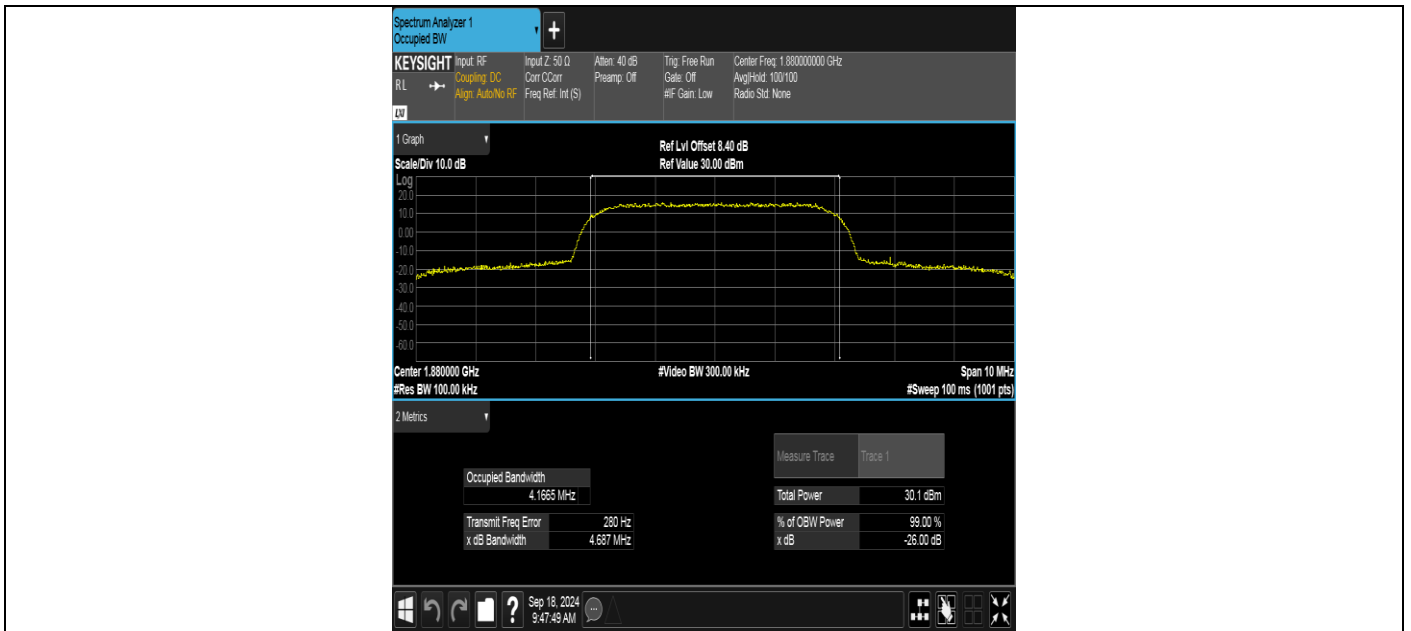 Spectrum Analyzer 1
Occupied BW
+
KEYSIGHT
RL
LXI
Input: RF
Coupling: DC
Align: Auto/No RF
Input Z: 50 Ω
Corr CCorr
Freq Ref: Int (S)
Atten: 40 dB
Preamp: Off
Trig: Free Run
Gate: Off
#IF Gain: Low
Center Freq: 1.880000000 GHz
Avg|Hold: 100/100
Radio Std: None
1 Graph
Scale/Div 10.0 dB
Ref Lvl Offset 8.40 dB
Ref Value 30.00 dBm
Log
20.0
10.0
0.00
-10.0
-20.0
-30.0
-40.0
-50.0
-60.0
Center 1.880000 GHz
#Video BW 300.00 kHz
Span 10 MHz
#Res BW 100.00 kHz
#Sweep 100 ms (1001 pts)
2 Metrics
Measure Trace Trace 1
Occupied Bandwidth
4.1665 MHz
Total Power 30.1 dBm
Transmit Freq Error 280 Hz
% of OBW Power 99.00 %
x dB Bandwidth 4.687 MHz
x dB -26.00 dB
?
Sep 18, 2024
9:47:49 AM